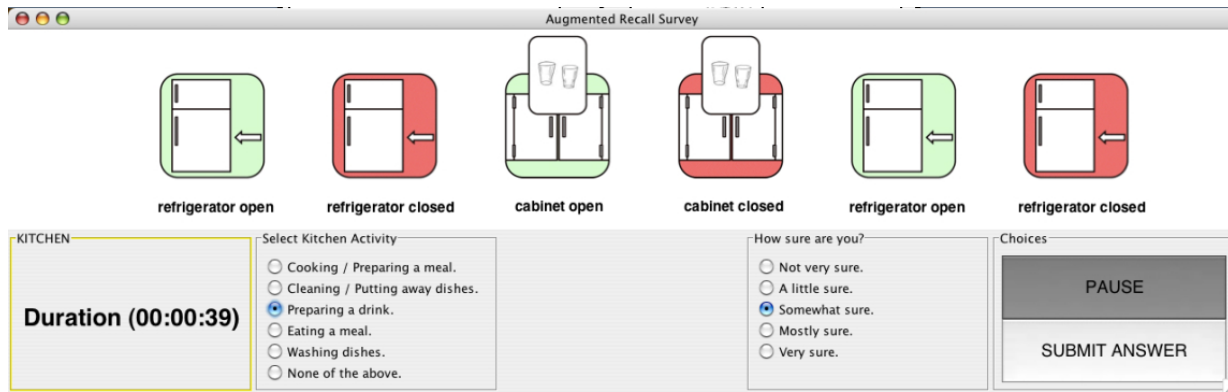 Augmented Recall Survey
refrigerator open refrigerator closed cabinet open cabinet closed refrigerator open refrigerator closed
KITCHEN
Duration (00:00:39)
Select Kitchen Activity
Cooking / Preparing a meal.
Cleaning / Putting away dishes.
Preparing a drink.
Eating a meal.
Washing dishes.
None of the above.
How sure are you?
Not very sure.
A little sure.
Somewhat sure.
Mostly sure.
Very sure.
Choices
PAUSE
SUBMIT ANSWER